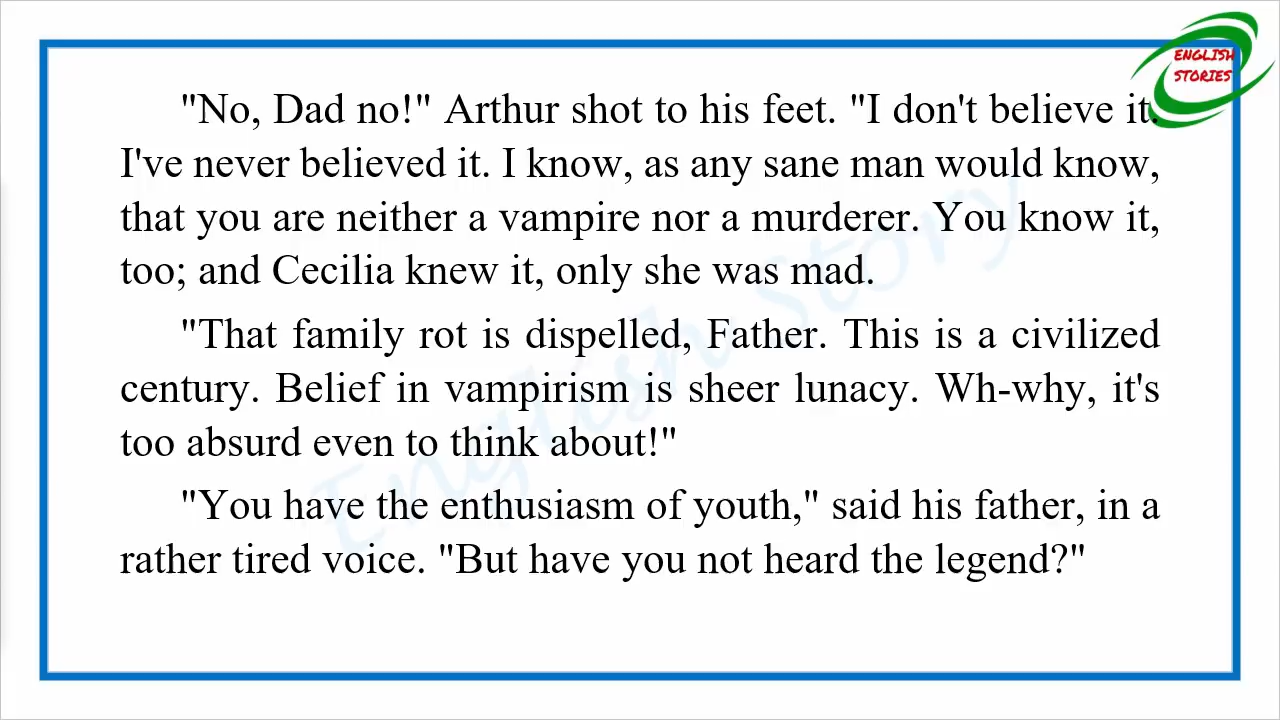 ENGLISH
STORIES
"No, Dad no!" Arthur shot to his feet. "I don't believe it.
I've never believed it. I know, as any sane man would know,
that you are neither a vampire nor a murderer. You know it,
too; and Cecilia knew it, only she was mad.
"That family rot is dispelled, Father. This is a civilized
century. Belief in vampirism is sheer lunacy. Wh-why, it's
too absurd even to think about!"
"You have the enthusiasm of youth," said his father, in a
rather tired voice. "But have you not heard the legend?"
English Story